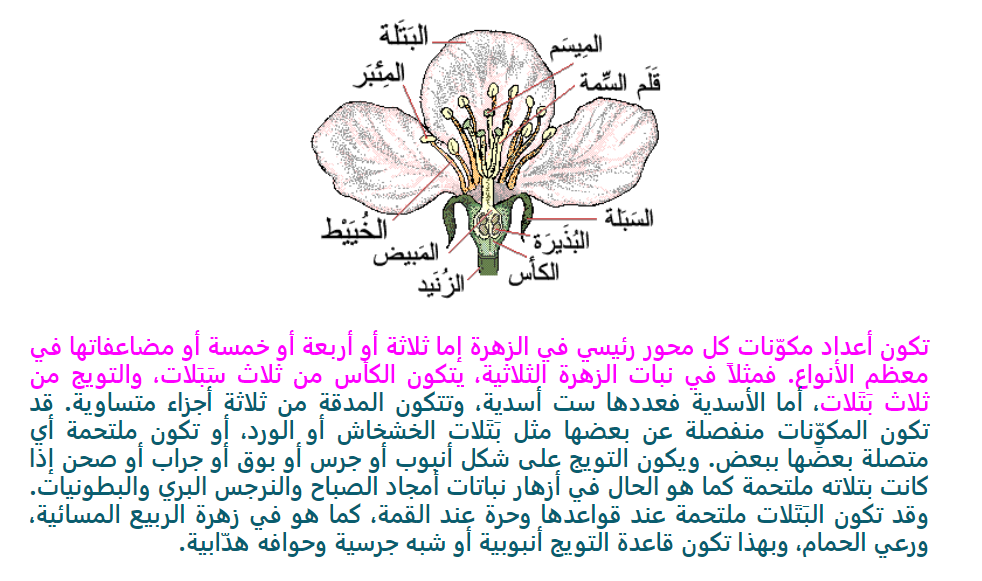 البَتَلة
المِيسَم
المِئبَر
قَلَم السِّمة
السَبَلة
الخُيَيْط
البُذَيرَة
المَبيض
الكأس
الزُنَيد
تكون أعداد مكوّنات كل محور رئيسي في الزهرة إما ثلاثة أو أربعة أو خمسة أو مضاعفاتها في
معظم الأنواع. فمثلاً في نبات الزهرة الثلاثية، يتكون الكأس من ثلاث سَبَلات، والتويج من
ثلاث بَتَلات، أما الأسدية فعددها ست أسدية، وتتكون المدقة من ثلاثة أجزاء متساوية. قد
تكون المكوّنات منفصلة عن بعضها مثل بَتَلات الخشخاش أو الورد، أو تكون ملتحمة أي
متصلة بعضها ببعض. ويكون التويج على شكل أنبوب أو جرس أو بوق أو جراب أو صحن إذا
كانت بتلاته ملتحمة كما هو الحال في أزهار نباتات أمجاد الصباح والنرجس البري والبطونيات.
وقد تكون البَتَلات ملتحمة عند قواعدها وحرة عند القمة، كما هو في زهرة الربيع المسائية،
ورعي الحمام، وبهذا تكون قاعدة التويج أنبوبية أو شبه جرسية وحوافه هدّابية.